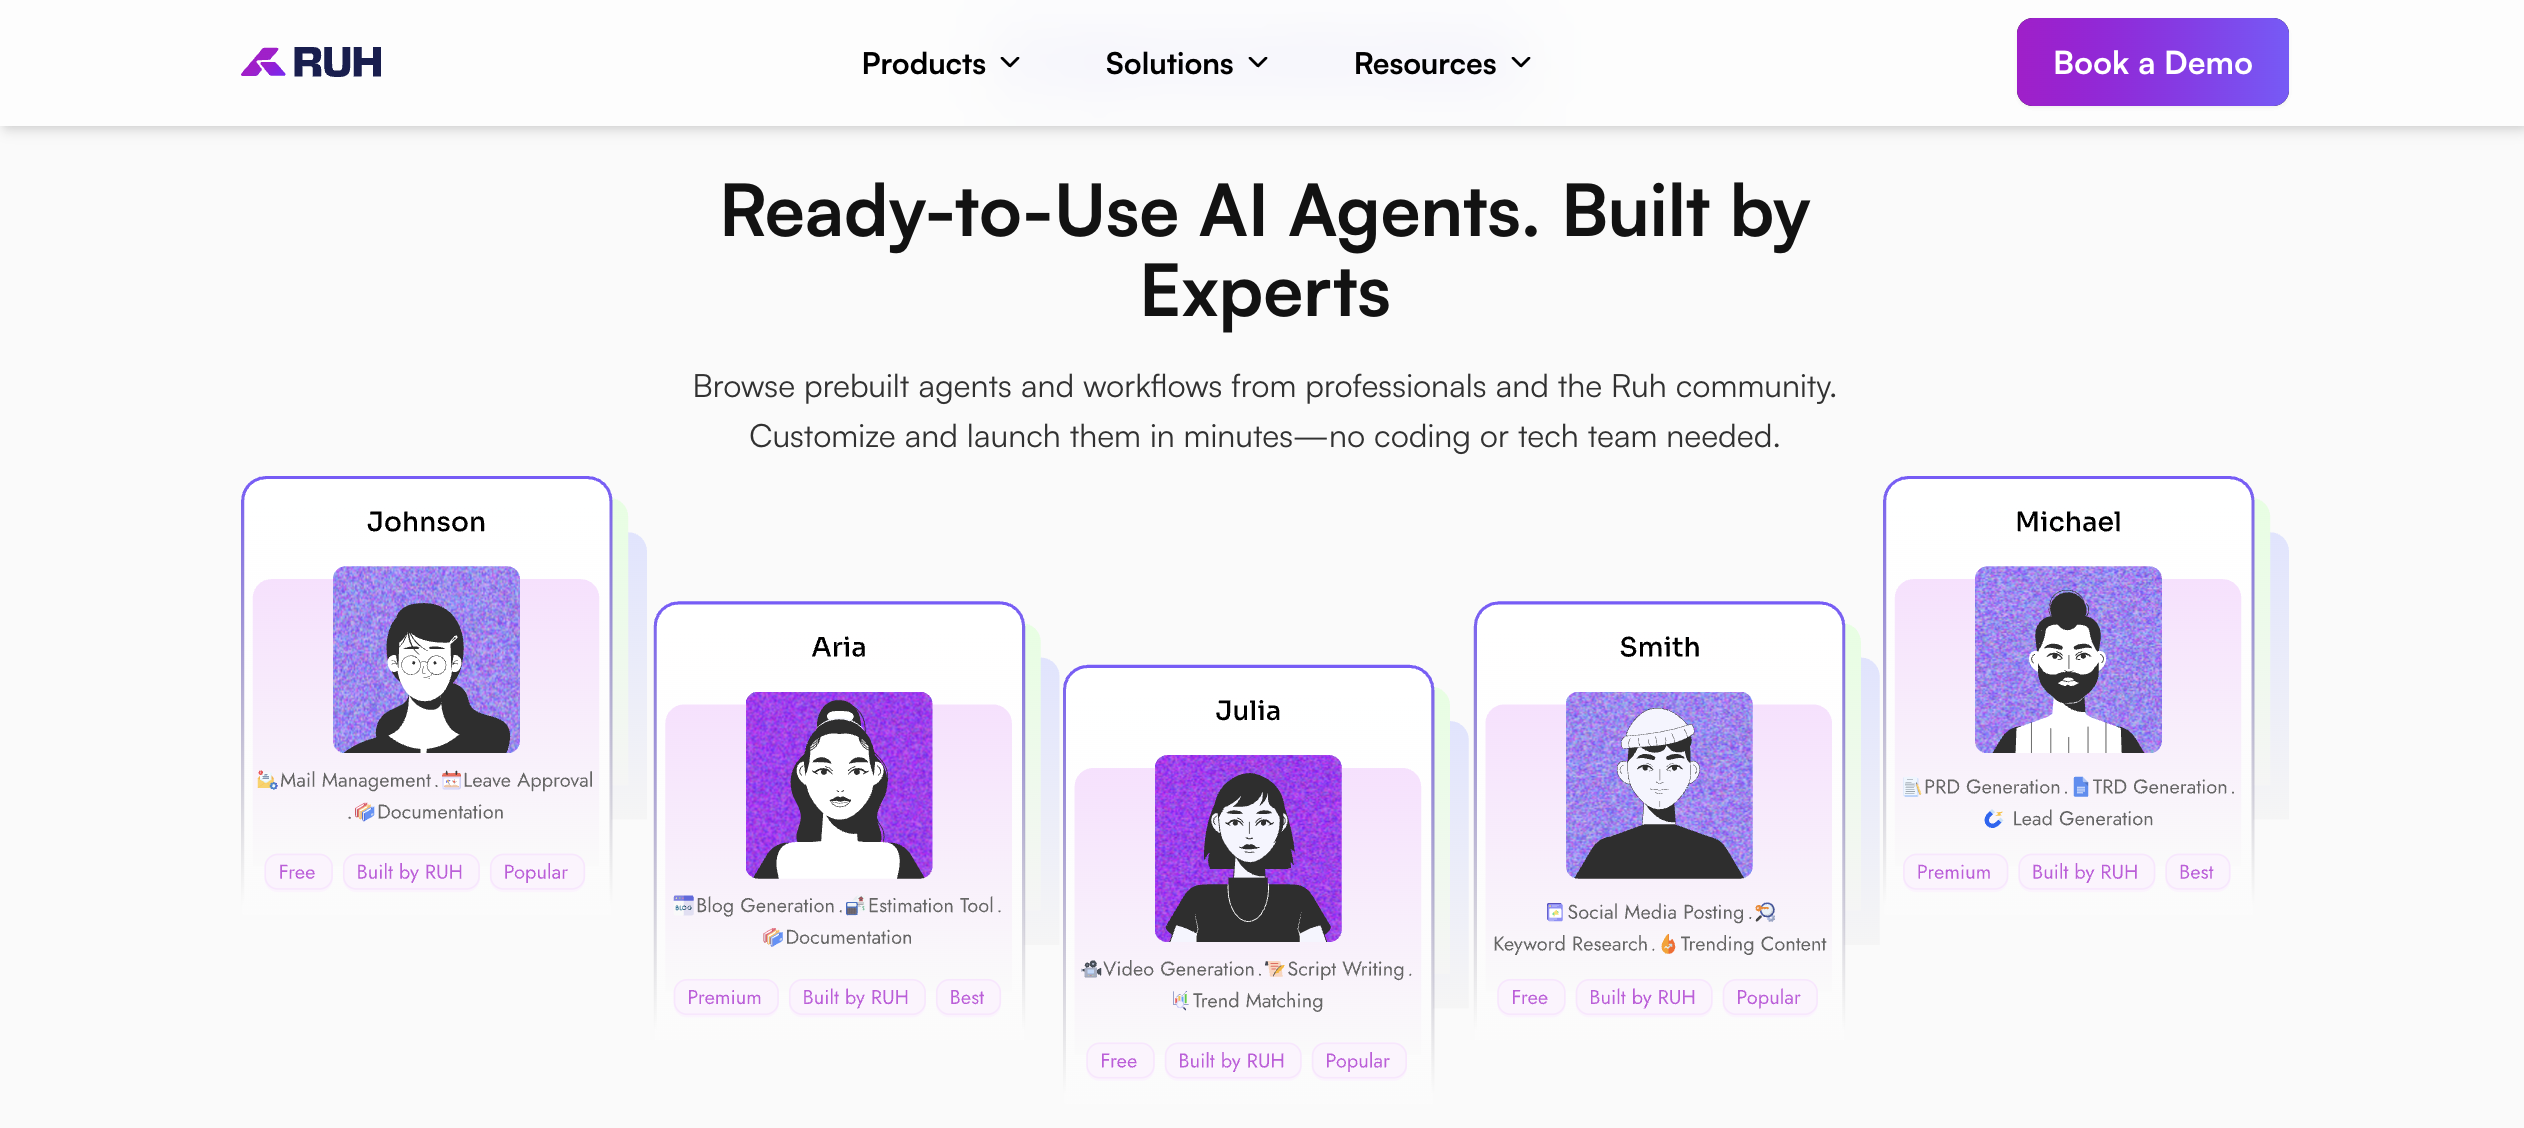 RUH
Products
Solutions
Resources
Book a Demo
Ready-to-Use AI Agents. Built by
Experts
Browse prebuilt agents and workflows from professionals and the Ruh community.
Customize and launch them in minutes—no coding or tech team needed.
Johnson
Mail Management . Leave Approval
. Documentation
Free
Built by RUH
Popular
Aria
BLOG
Blog Generation . Estimation Tool .
Documentation
Premium
Built by RUH
Best
Julia
Video Generation . Script Writing .
Trend Matching
Free
Built by RUH
Popular
Smith
Social Media Posting .
Keyword Research . Trending Content
Free
Built by RUH
Popular
Michael
PRD Generation . TRD Generation .
Lead Generation
Premium
Built by RUH
Best